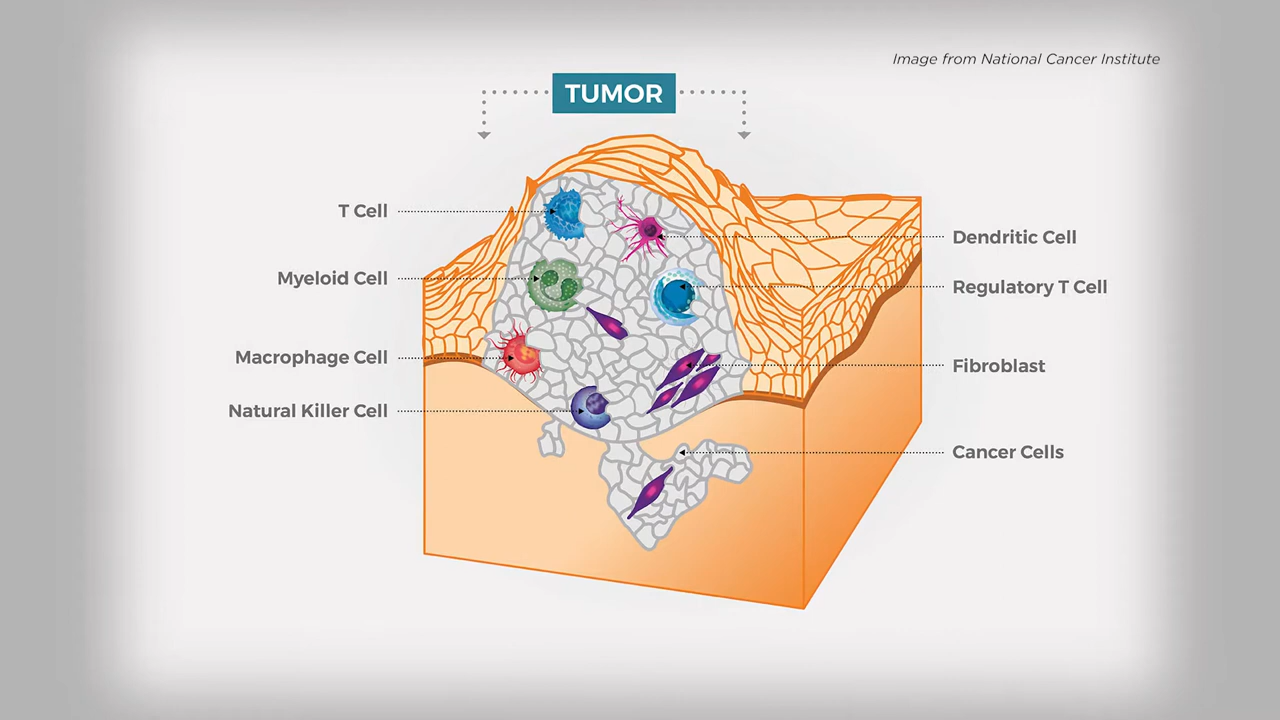 Image from National Cancer Institute
TUMOR
T Cell
Myeloid Cell
Macrophage Cell
Natural Killer Cell
Dendritic Cell
Regulatory T Cell
Fibroblast
Cancer Cells